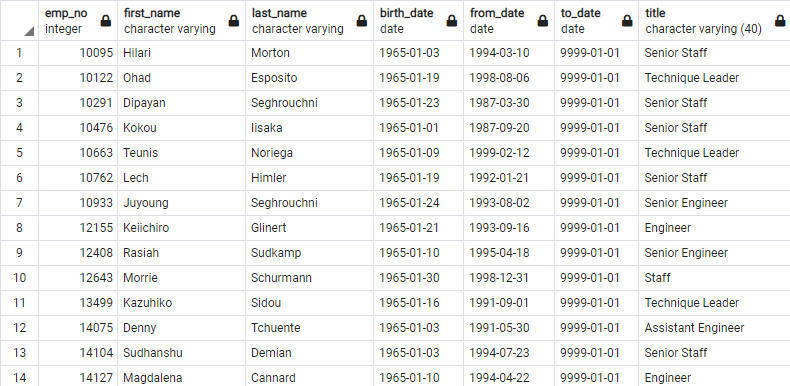 emp_no first_name last_name birth_date from_date to_date title
integer character varying character varying date date date character varying (40)
1 10095 Hilari Morton 1965-01-03 1994-03-10 9999-01-01 Senior Staff
2 10122 Ohad Esposito 1965-01-19 1998-08-06 9999-01-01 Technique Leader
3 10291 Dipayan Seghrouchni 1965-01-23 1987-03-30 9999-01-01 Senior Staff
4 10476 Kokou Iisaka 1965-01-01 1987-09-20 9999-01-01 Senior Staff
5 10663 Teunis Noriega 1965-01-09 1999-02-12 9999-01-01 Technique Leader
6 10762 Lech Himler 1965-01-19 1992-01-21 9999-01-01 Senior Staff
7 10933 Juyoung Seghrouchni 1965-01-24 1993-08-02 9999-01-01 Senior Engineer
8 12155 Keiichiro Glinert 1965-01-21 1993-09-16 9999-01-01 Engineer
9 12408 Rasiah Sudkamp 1965-01-10 1995-04-18 9999-01-01 Senior Engineer
10 12643 Morrie Schurmann 1965-01-30 1998-12-31 9999-01-01 Staff
11 13499 Kazuhiko Sidou 1965-01-16 1991-09-01 9999-01-01 Technique Leader
12 14075 Denny Tchuente 1965-01-03 1991-05-30 9999-01-01 Assistant Engineer
13 14104 Sudhanshu Demian 1965-01-03 1994-07-23 9999-01-01 Senior Staff
14 14127 Magdalena Cannard 1965-01-10 1994-04-22 9999-01-01 Engineer